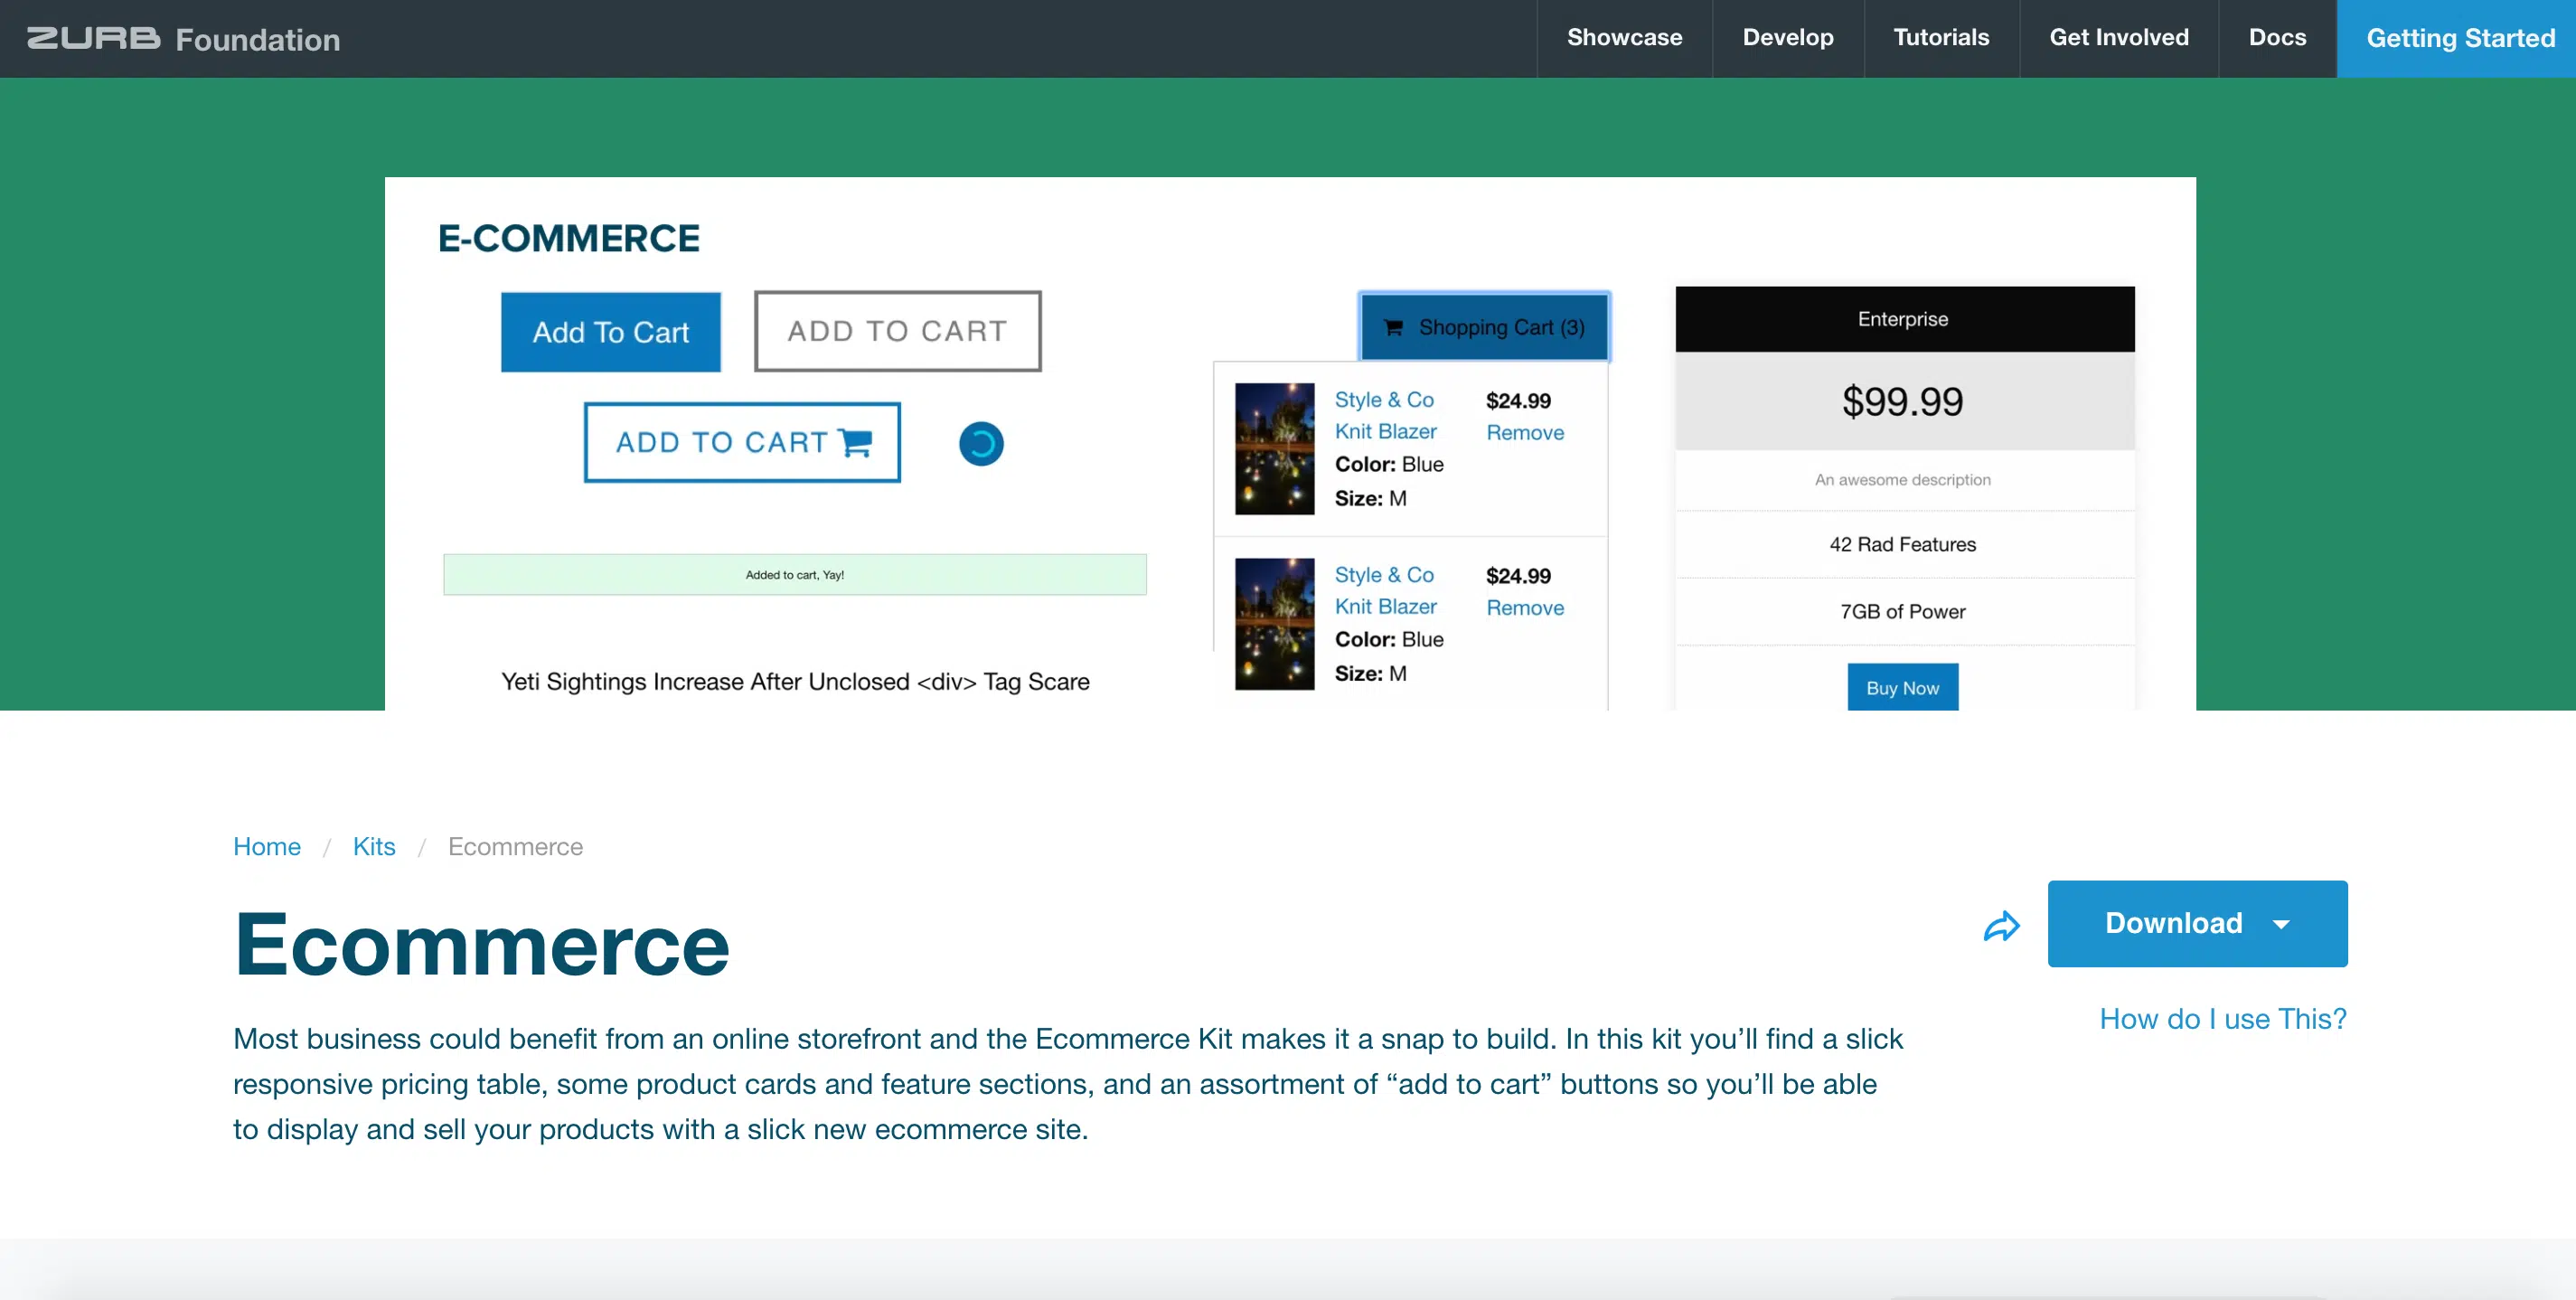 ZURB Foundation
Showcase
Develop
Tutorials
Get Involved
Docs
Getting Started
E-COMMERCE
Add To Cart
ADD TO CART
ADD TO CART
Added to cart, Yay!
Yeti Sightings Increase After Unclosed <div> Tag Scare
Shopping Cart (3)
Style & Co
Knit Blazer
Color: Blue
Size: M
$24.99
Remove
Style & Co
Knit Blazer
Color: Blue
Size: M
$24.99
Remove
Enterprise
$99.99
An awesome description
42 Rad Features
7GB of Power
Buy Now
Home / Kits / Ecommerce
Ecommerce
Download
How do I use This?
Most business could benefit from an online storefront and the Ecommerce Kit makes it a snap to build. In this kit you’ll find a slick
responsive pricing table, some product cards and feature sections, and an assortment of “add to cart” buttons so you’ll be able
to display and sell your products with a slick new ecommerce site.